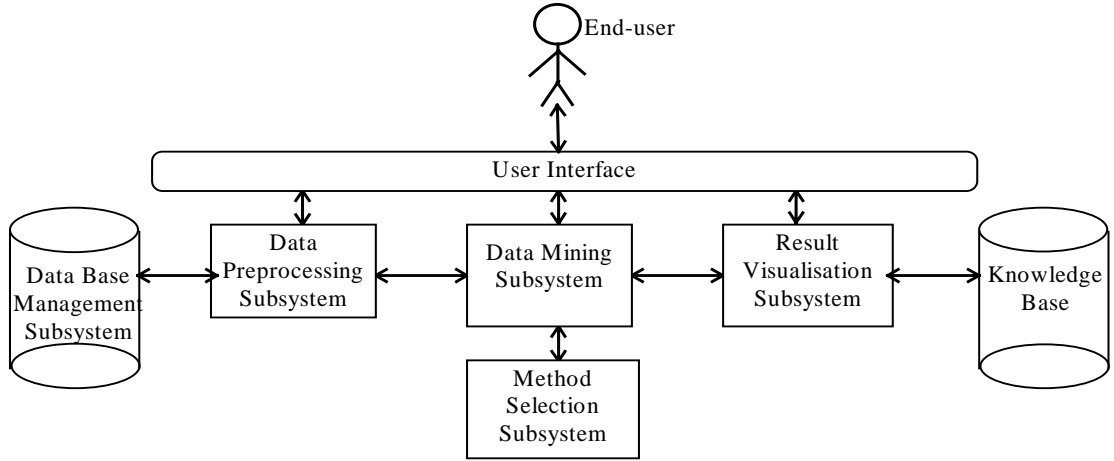 End-user
User Interface
Data Base
Management
Subsystem
Data
Preprocessing
Subsystem
Data Mining
Subsystem
Result
Visualisation
Subsystem
Knowledge
Base
Method
Selection
Subsystem